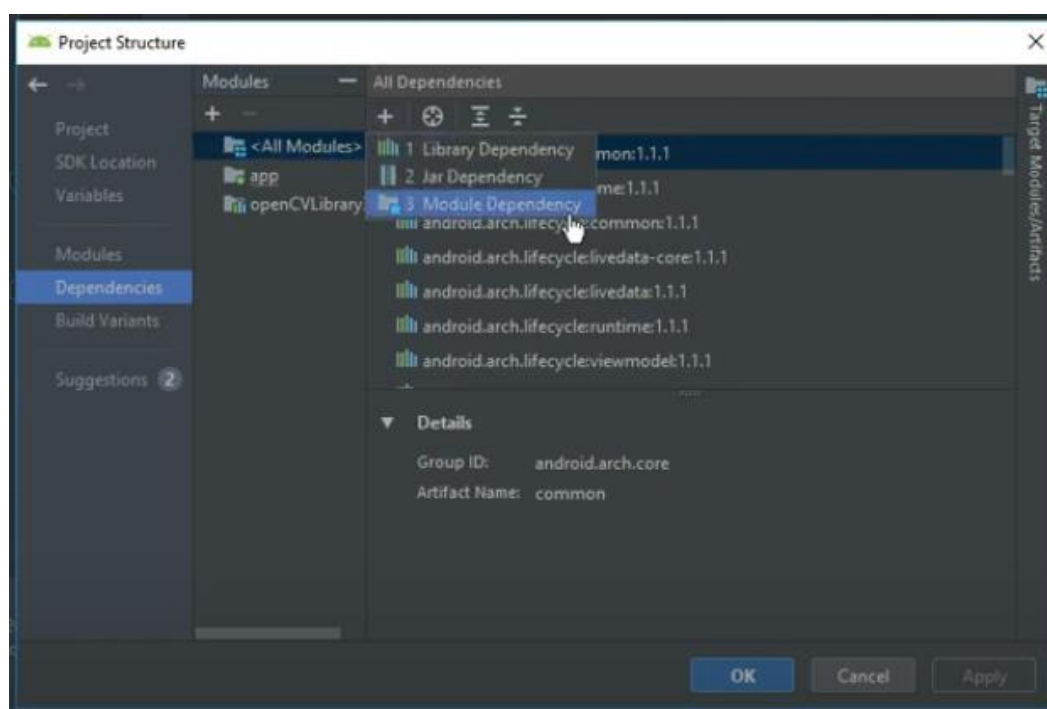 Project Structure
Project
SDK Location
Variables
Modules
Dependencies
Build Variants
Suggestions 2
Modules
<All Modules>
app
openCVLibrary
All Dependencies
1 Library Dependency
2 Jar Dependency
3 Module Dependency
mon:1.1.1
me:1.1.1
android.arch.lifecycle:common:1.1.1
android.arch.lifecycle:livedata-core:1.1.1
android.arch.lifecycle:livedata:1.1.1
android.arch.lifecycle:runtime:1.1.1
android.arch.lifecycle:viewmodel:1.1.1
Details
Group ID: android.arch.core
Artifact Name: common
Target Modules/Artifacts
OK Cancel Apply